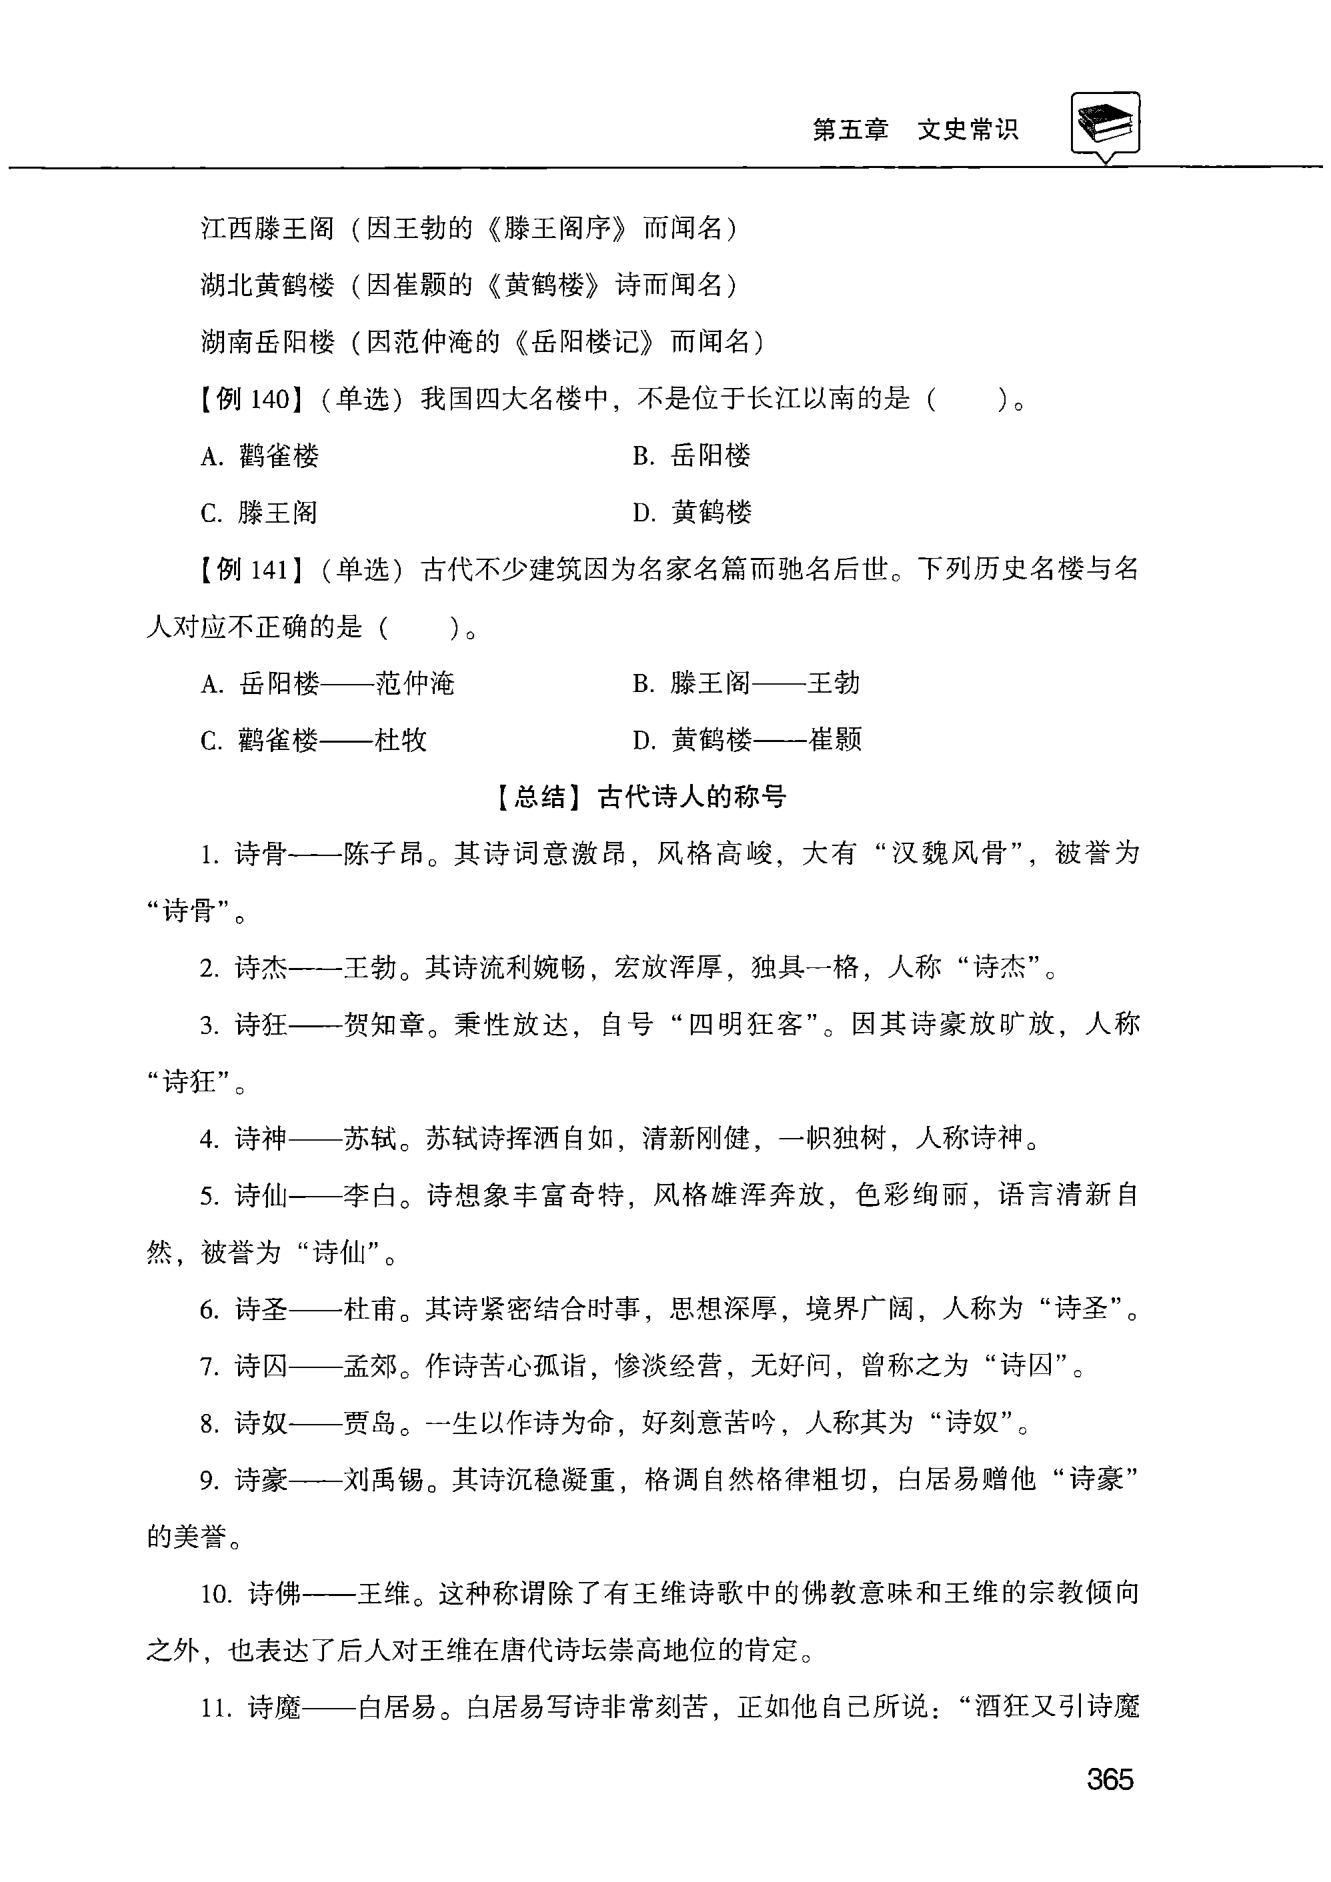 第五章　文史常识
江西滕王阁（因王勃的《滕王阁序》而闻名）
湖北黄鹤楼（因崔颢的《黄鹤楼》诗而闻名）
湖南岳阳楼（因范仲淹的《岳阳楼记》而闻名）
【例 140】（单选）我国四大名楼中，不是位于长江以南的是（　　）。
A. 鹳雀楼　B. 岳阳楼
C. 滕王阁　D. 黄鹤楼
【例 141】（单选）古代不少建筑因为名家名篇而驰名后世。下列历史名楼与名
人对应不正确的是（　　）。
A. 岳阳楼——范仲淹　B. 滕王阁——王勃
C. 鹳雀楼——杜牧　D. 黄鹤楼——崔颢
【总结】古代诗人的称号
1. 诗骨——陈子昂。其诗词意激昂，风格高峻，大有“汉魏风骨”，被誉为
“诗骨”。
2. 诗杰——王勃。其诗流利婉畅，宏放浑厚，独具一格，人称“诗杰”。
3. 诗狂——贺知章。秉性放达，自号“四明狂客”。因其诗豪放旷放，人称
“诗狂”。
4. 诗神——苏轼。苏轼诗挥洒自如，清新刚健，一帜独树，人称诗神。
5. 诗仙——李白。诗想象丰富奇特，风格雄浑奔放，色彩绚丽，语言清新自
然，被誉为“诗仙”。
6. 诗圣——杜甫。其诗紧密结合时事，思想深厚，境界广阔，人称为“诗圣”。
7. 诗囚——孟郊。作诗苦心孤诣，惨淡经营，无好问，曾称之为“诗囚”。
8. 诗奴——贾岛。一生以作诗为命，好刻意苦吟，人称其为“诗奴”。
9. 诗豪——刘禹锡。其诗沉稳凝重，格调自然格律粗切，白居易赠他“诗豪”
的美誉。
10. 诗佛——王维。这种称谓除了有王维诗歌中的佛教意味和王维的宗教倾向
之外，也表达了后人对王维在唐代诗坛崇高地位的肯定。
11. 诗魔——白居易。白居易写诗非常刻苦，正如他自己所说：“酒狂又引诗魔
365